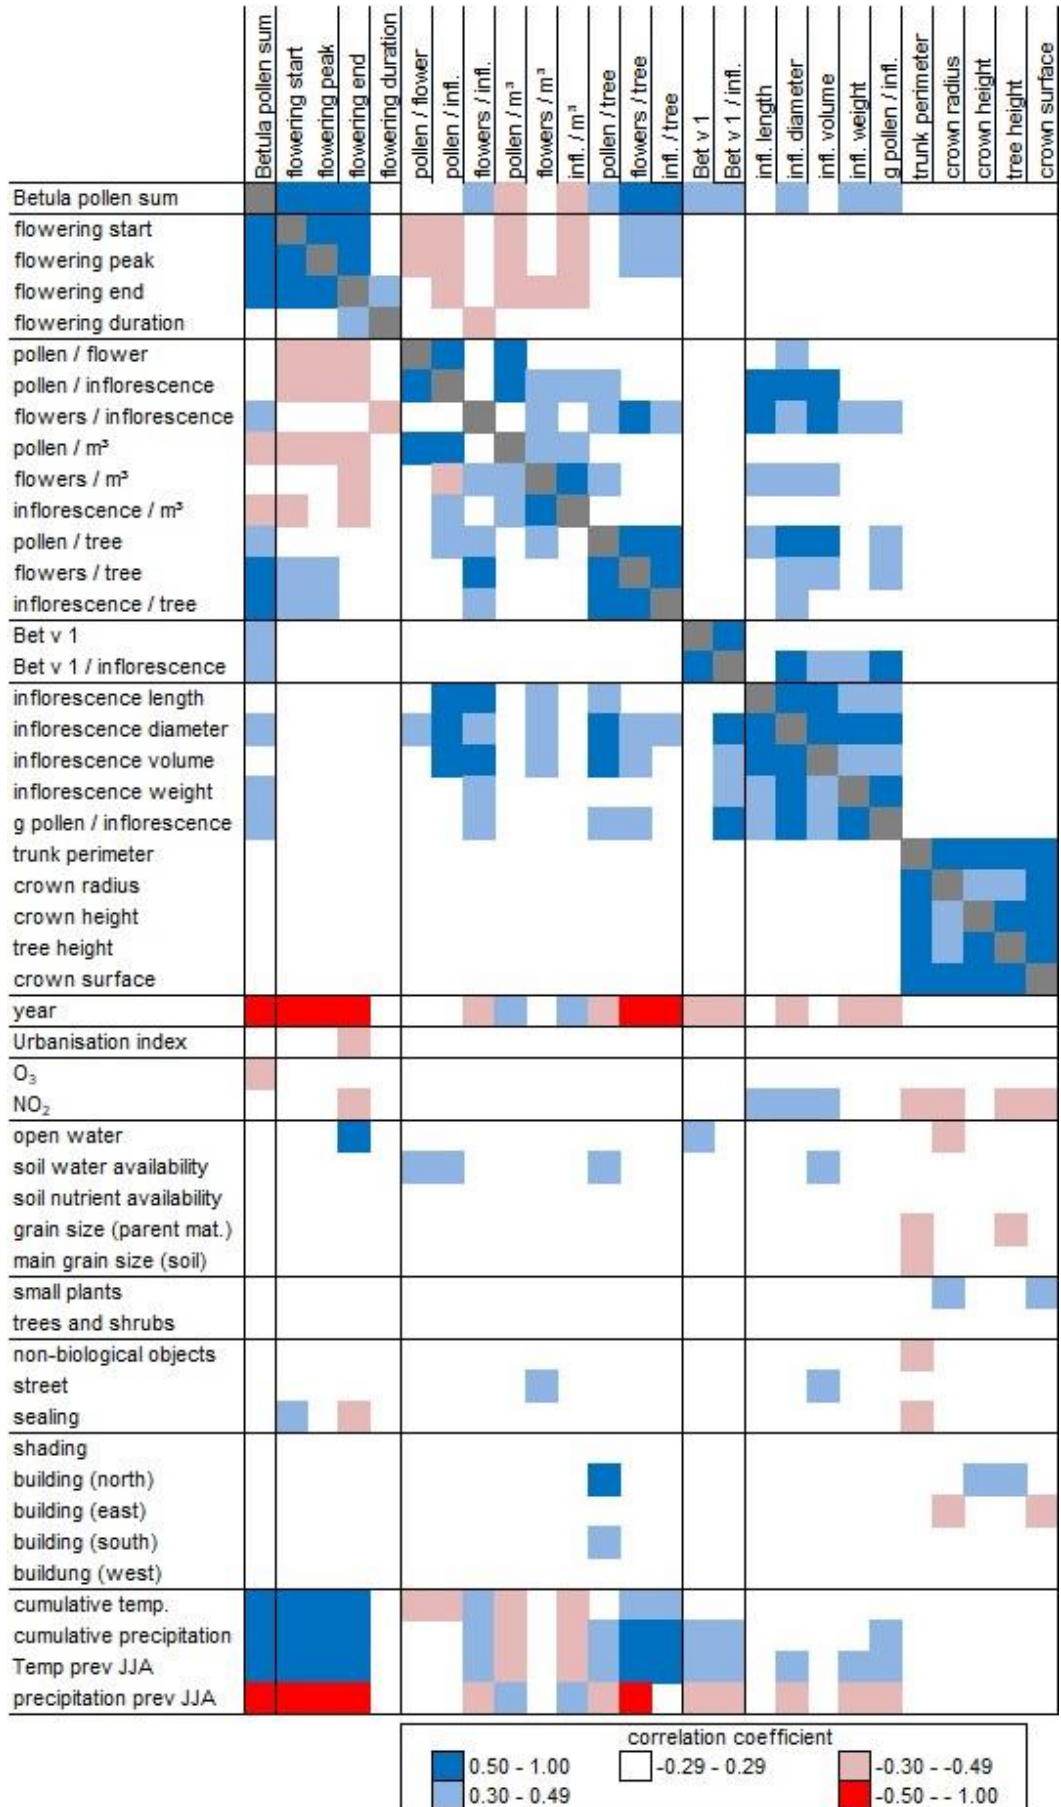 Betula pollen sum
flowering start
flowering peak
flowering end
flowering duration
pollen / flower
pollen / infl.
flowers / infl.
pollen / m³
flowers / m³
infl. / m³
pollen / tree
flowers / tree
infl. / tree
Bet v 1
Bet v 1 / infl.
infl. length
infl. diameter
infl. volume
infl. weight
g pollen / infl.
trunk perimeter
crown radius
crown height
tree height
crown surface
Betula pollen sum
flowering start
flowering peak
flowering end
flowering duration
pollen / flower
pollen / inflorescence
flowers / inflorescence
pollen / m³
flowers / m³
inflorescence / m³
pollen / tree
flowers / tree
inflorescence / tree
Bet v 1
Bet v 1 / inflorescence
inflorescence length
inflorescence diameter
inflorescence volume
inflorescence weight
g pollen / inflorescence
trunk perimeter
crown radius
crown height
tree height
crown surface
year
Urbanisation index
O₃
NO₂
open water
soil water availability
soil nutrient availability
grain size (parent mat.)
main grain size (soil)
small plants
trees and shrubs
non-biological objects
street
sealing
shading
building (north)
building (east)
building (south)
buildung (west)
cumulative temp.
cumulative precipitation
Temp prev JJA
precipitation prev JJA
correlation coefficient
0.50 - 1.00 -0.29 - 0.29 -0.30 - -0.49
0.30 - 0.49 -0.50 - - 1.00